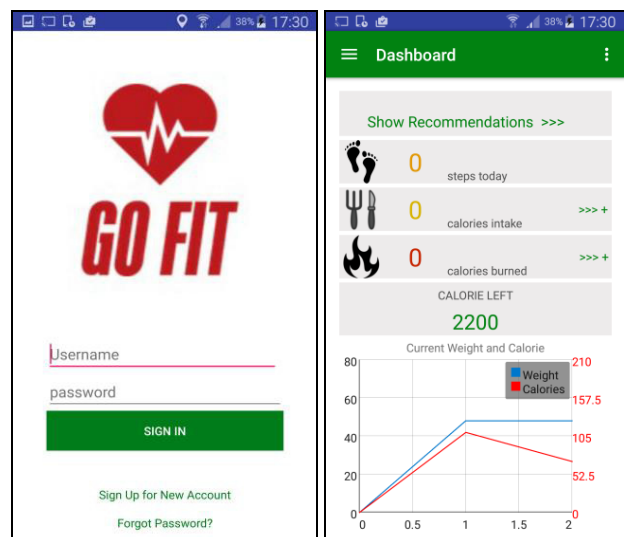 38% 17:30
GO FIT
Username
password
SIGN IN
Sign Up for New Account
Forgot Password?
38% 17:30
Dashboard
Show Recommendations >>>
0 steps today
0 calories intake >>> +
0 calories burned >>> +
CALORIE LEFT
2200
Current Weight and Calorie
80 210
Weight
Calories
60 157.5
40 105
20 52.5
0 0
0 0.5 1 1.5 2